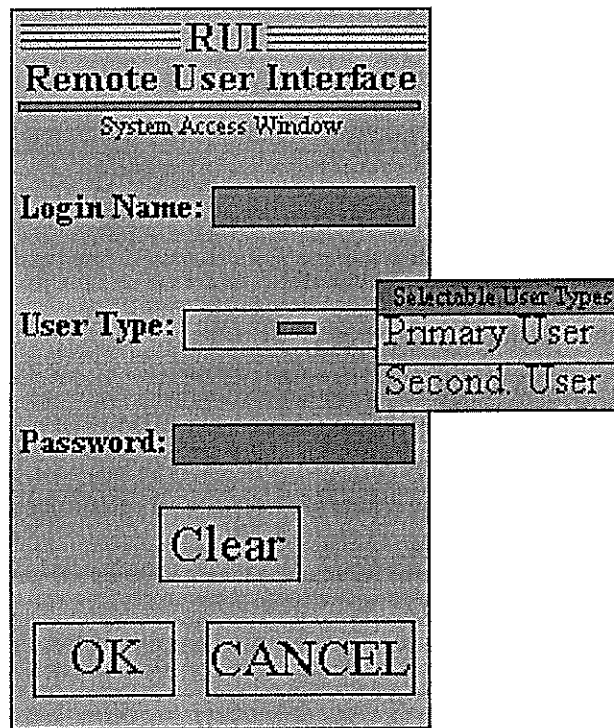 RUI
Remote User Interface
System Access Window
Login Name:
User Type:
Selectable User Types
Primary User
Second. User
Password:
Clear
OK CANCEL